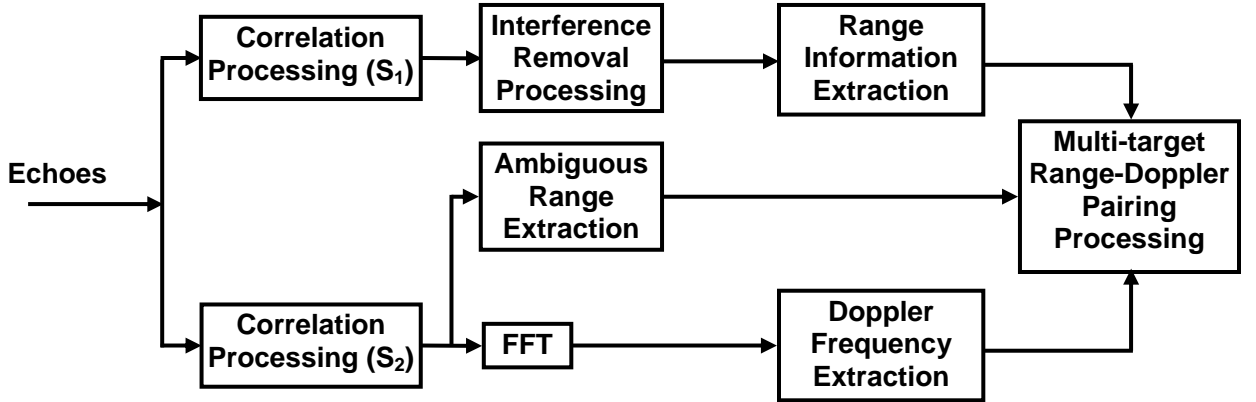 Correlation
Processing (S₁)
Interference
Removal
Processing
Range
Information
Extraction
Echoes
Ambiguous
Range
Extraction
Multi-target
Range-Doppler
Pairing
Processing
Correlation
Processing (S₂)
FFT
Doppler
Frequency
Extraction